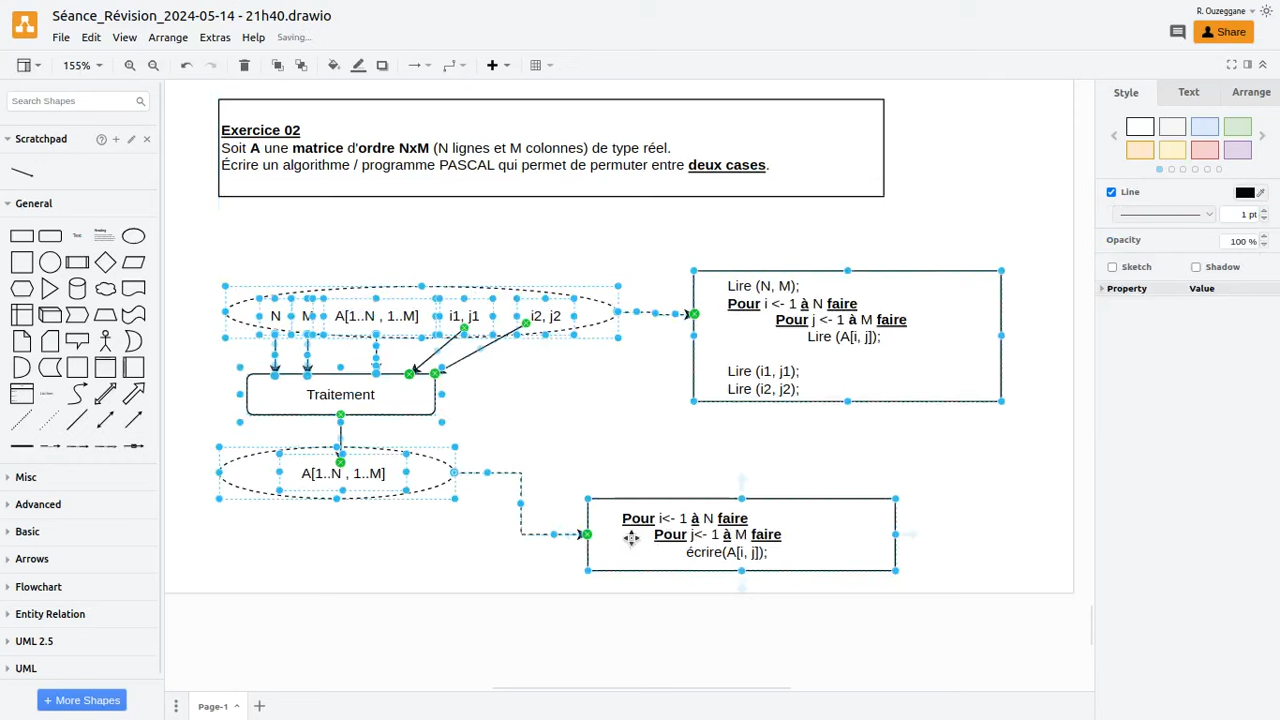 Séance_Révision_2024-05-14 - 21h40.drawio
R. Ouzeggane
File Edit View Arrange Extras Help Saving...
Share
155%
Search Shapes
Scratchpad
General
Text
Heading
List
Misc
Advanced
Basic
Arrows
Flowchart
Entity Relation
UML 2.5
UML
+ More Shapes
Exercice 02
Soit A une matrice d'ordre NxM (N lignes et M colonnes) de type réel.
Écrire un algorithme / programme PASCAL qui permet de permuter entre deux cases.
N M A[1..N , 1..M] i1, j1 i2, j2
Traitement
A[1..N , 1..M]
Lire (N, M);
Pour i <- 1 à N faire
Pour j <- 1 à M faire
Lire (A[i, j]);
Lire (i1, j1);
Lire (i2, j2);
Pour i<- 1 à N faire
Pour j<- 1 à M faire
écrire(A[i, j]);
Style Text Arrange
Line
1 pt
Opacity 100 %
Sketch Shadow
Property Value
Page-1